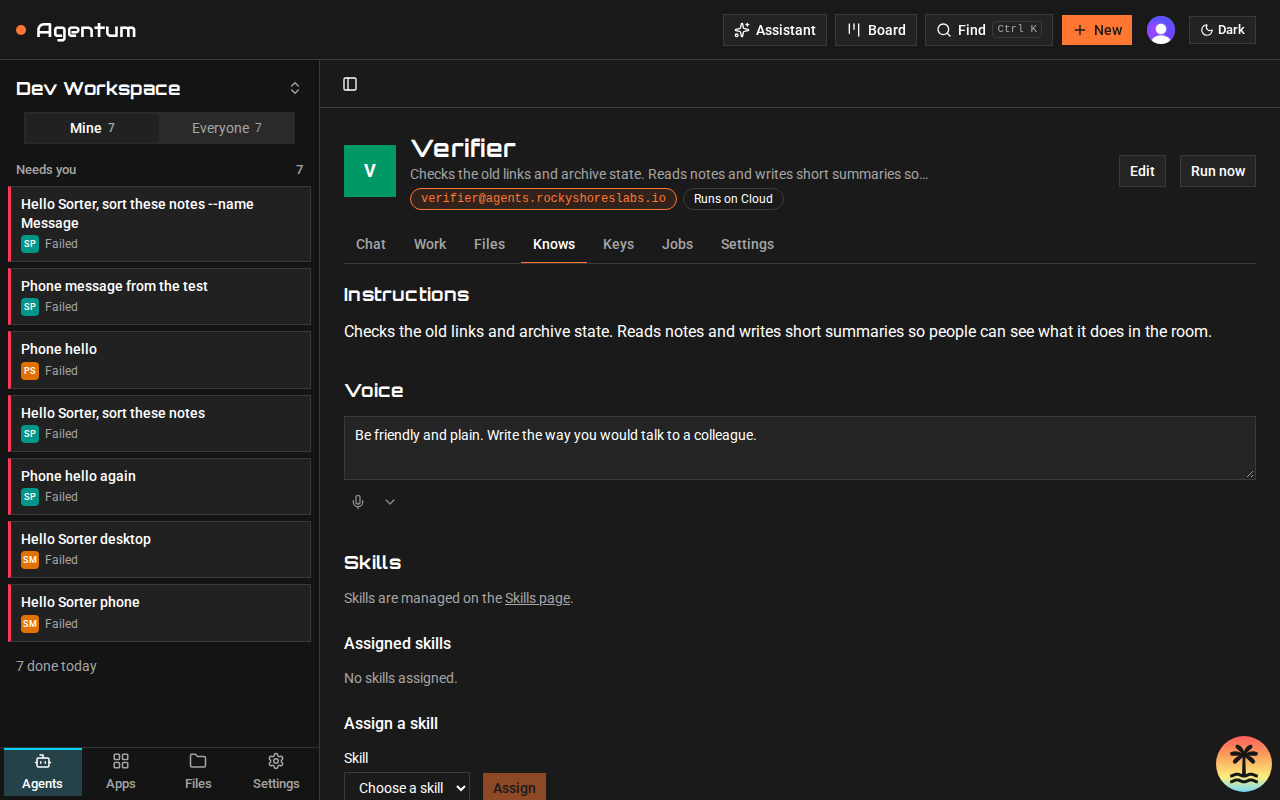 Agentum
Assistant
Board
Find Ctrl K
New
Dark
Dev Workspace
Mine 7
Everyone 7
Needs you 7
Hello Sorter, sort these notes --name
Message
SP Failed
Phone message from the test
SP Failed
Phone hello
PS Failed
Hello Sorter, sort these notes
SP Failed
Phone hello again
SP Failed
Hello Sorter desktop
SM Failed
Hello Sorter phone
SM Failed
7 done today
Agents
Apps
Files
Settings
V
Verifier
Checks the old links and archive state. Reads notes and writes short summaries so…
verifier@agents.rockyshoreslabs.io
Runs on Cloud
Edit
Run now
Chat
Work
Files
Knows
Keys
Jobs
Settings
Instructions
Checks the old links and archive state. Reads notes and writes short summaries so people can see what it does in the room.
Voice
Be friendly and plain. Write the way you would talk to a colleague.
Skills
Skills are managed on the Skills page.
Assigned skills
No skills assigned.
Assign a skill
Skill
Choose a skill
Assign